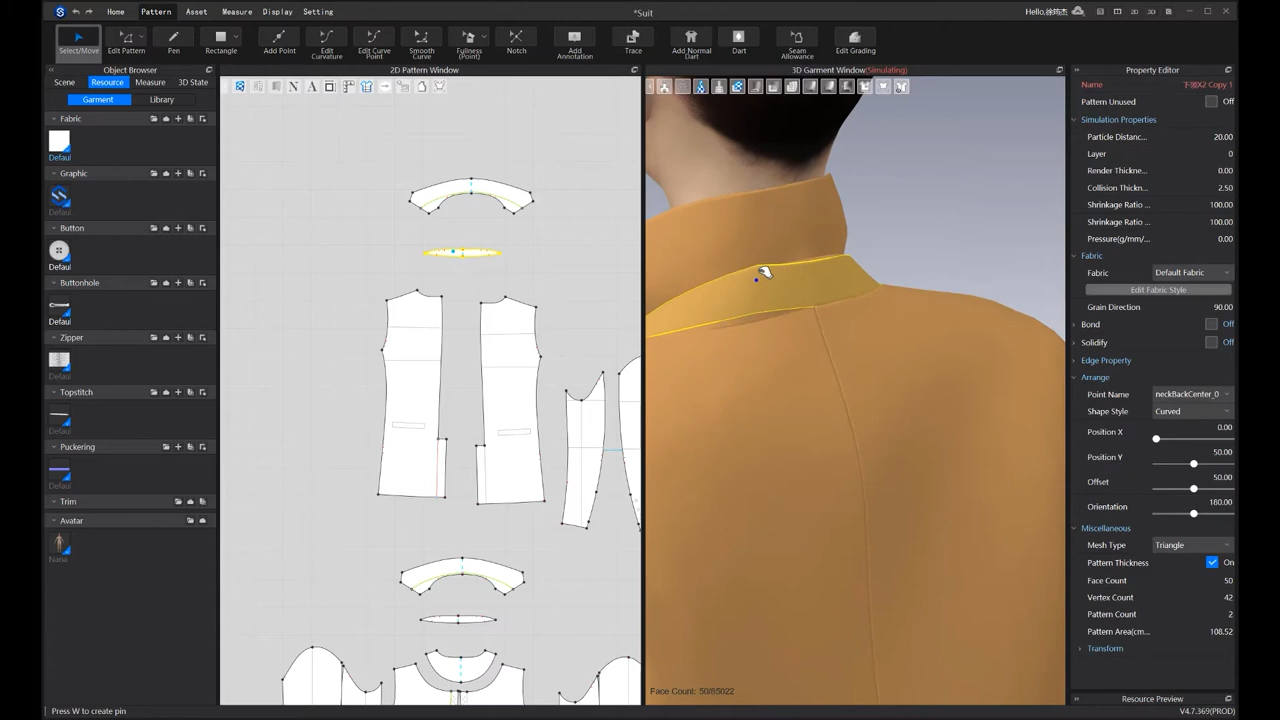 Home Pattern Asset Measure Display Setting
*Suit
Select/Move Edit Pattern Pen Rectangle Add Point Edit Curvature Edit Curve Point Smooth Curve Fullness (Point) Notch Add Annotation Trace Add Normal Dart Dart Seam Allowance Edit Grading
Object Browser
Scene Resource Measure 3D State
Garment Library
Fabric
Defaul
Graphic
Defaul
Button
Defaul
Buttonhole
Defaul
Zipper
Defaul
Topstitch
Defaul
Puckering
Defaul
Trim
Avatar
Nana
Press W to create pin
2D Pattern Window
3D Garment Window(Simulating)
Face Count: 50/85022
Property Editor
Pattern Unused Off
Simulation Properties
Particle Distanc... 20.00
Layer 0
Render Thickne... 0.00
Collision Thickn... 2.50
Shrinkage Ratio ... 100.00
Shrinkage Ratio ... 100.00
Pressure(g/mm/... 0.00
Fabric
Fabric Default Fabric
Edit Fabric Style
Grain Direction 90.00
Bond Off
Solidify Off
Edge Property
Arrange
Point Name neckBackCenter_0
Shape Style Curved
Position X 0.00
Position Y 50.00
Offset 50.00
Orientation 180.00
Miscellaneous
Mesh Type Triangle
Pattern Thickness On
Face Count 50
Vertex Count 42
Pattern Count 2
Pattern Area(cm... 108.52
Transform
Resource Preview
V4.7.369(PROD)